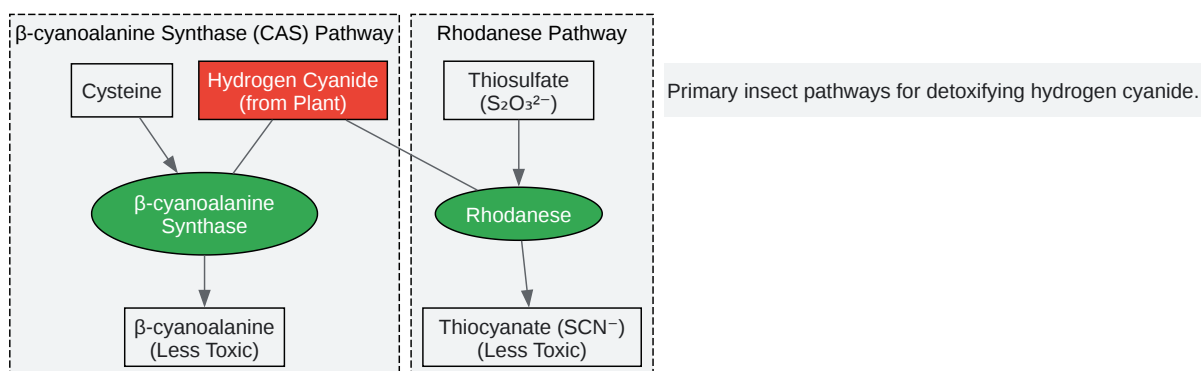 β-cyanoalanine Synthase (CAS) Pathway
Rhodanese Pathway
Cysteine
Hydrogen Cyanide
(from Plant)
Thiosulfate
(S₂O₃²⁻)
Primary insect pathways for detoxifying hydrogen cyanide.
β-cyanoalanine
Synthase
Rhodanese
β-cyanoalanine
(Less Toxic)
Thiocyanate (SCN⁻)
(Less Toxic)